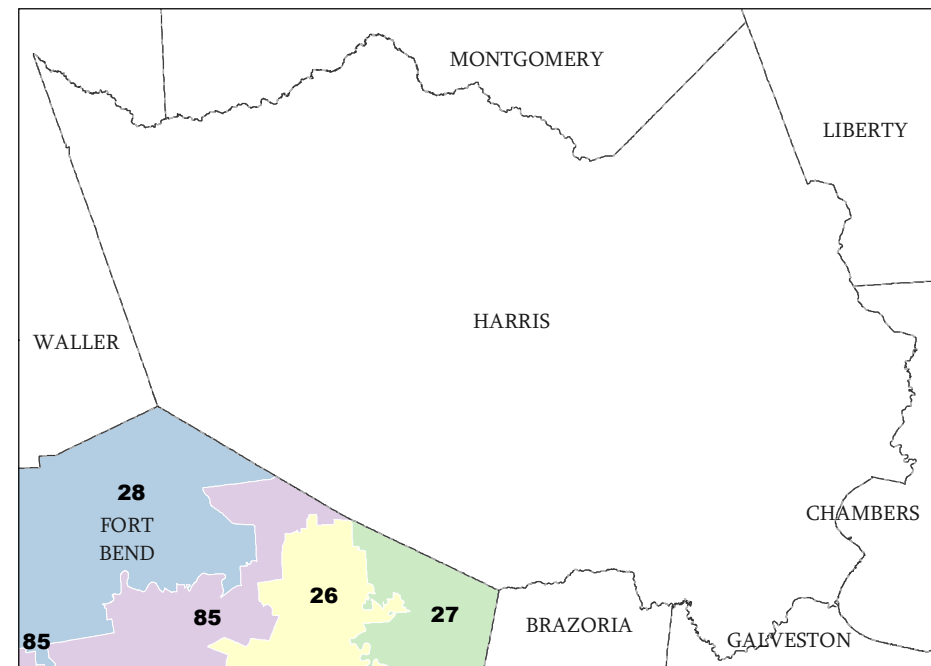 MONTGOMERY
LIBERTY
HARRIS
WALLER
28
CHAMBERS
FORT
BEND
26
85
27
BRAZORIA
85
GALVESTON